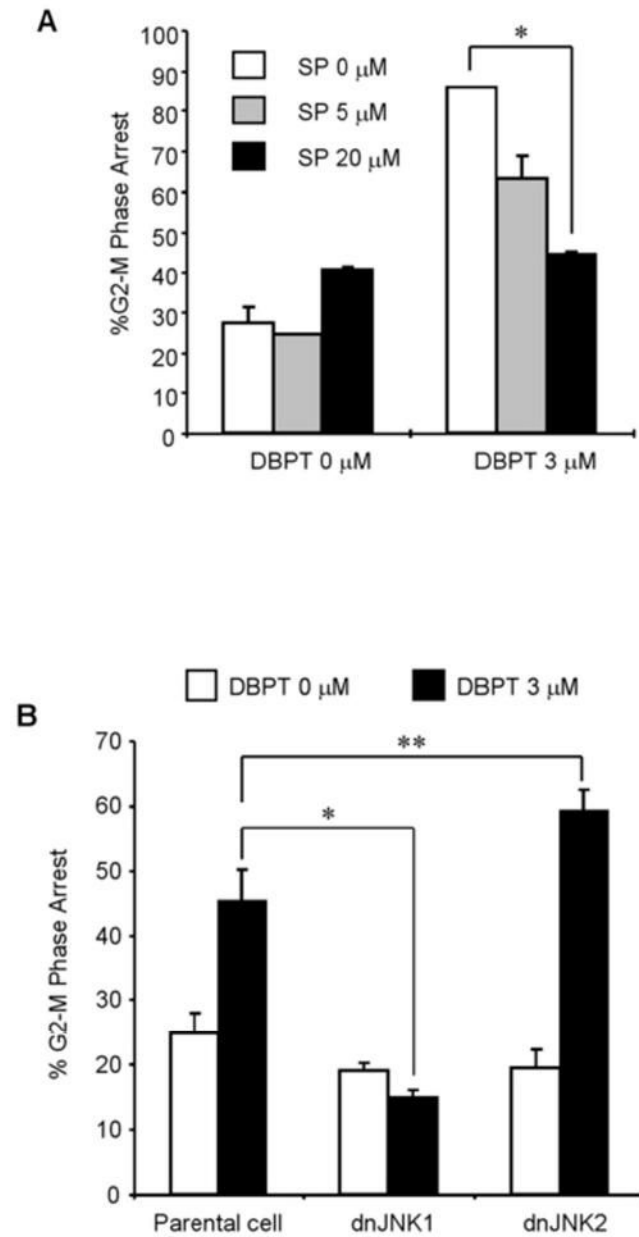 A
100
90
80
70
60
50
40
30
20
10
0
%G2-M Phase Arrest
SP 0 μM
SP 5 μM
SP 20 μM
*
DBPT 0 μM DBPT 3 μM
DBPT 0 μM DBPT 3 μM
B
70
60
50
40
30
20
10
0
% G2-M Phase Arrest
**
*
Parental cell dnJNK1 dnJNK2